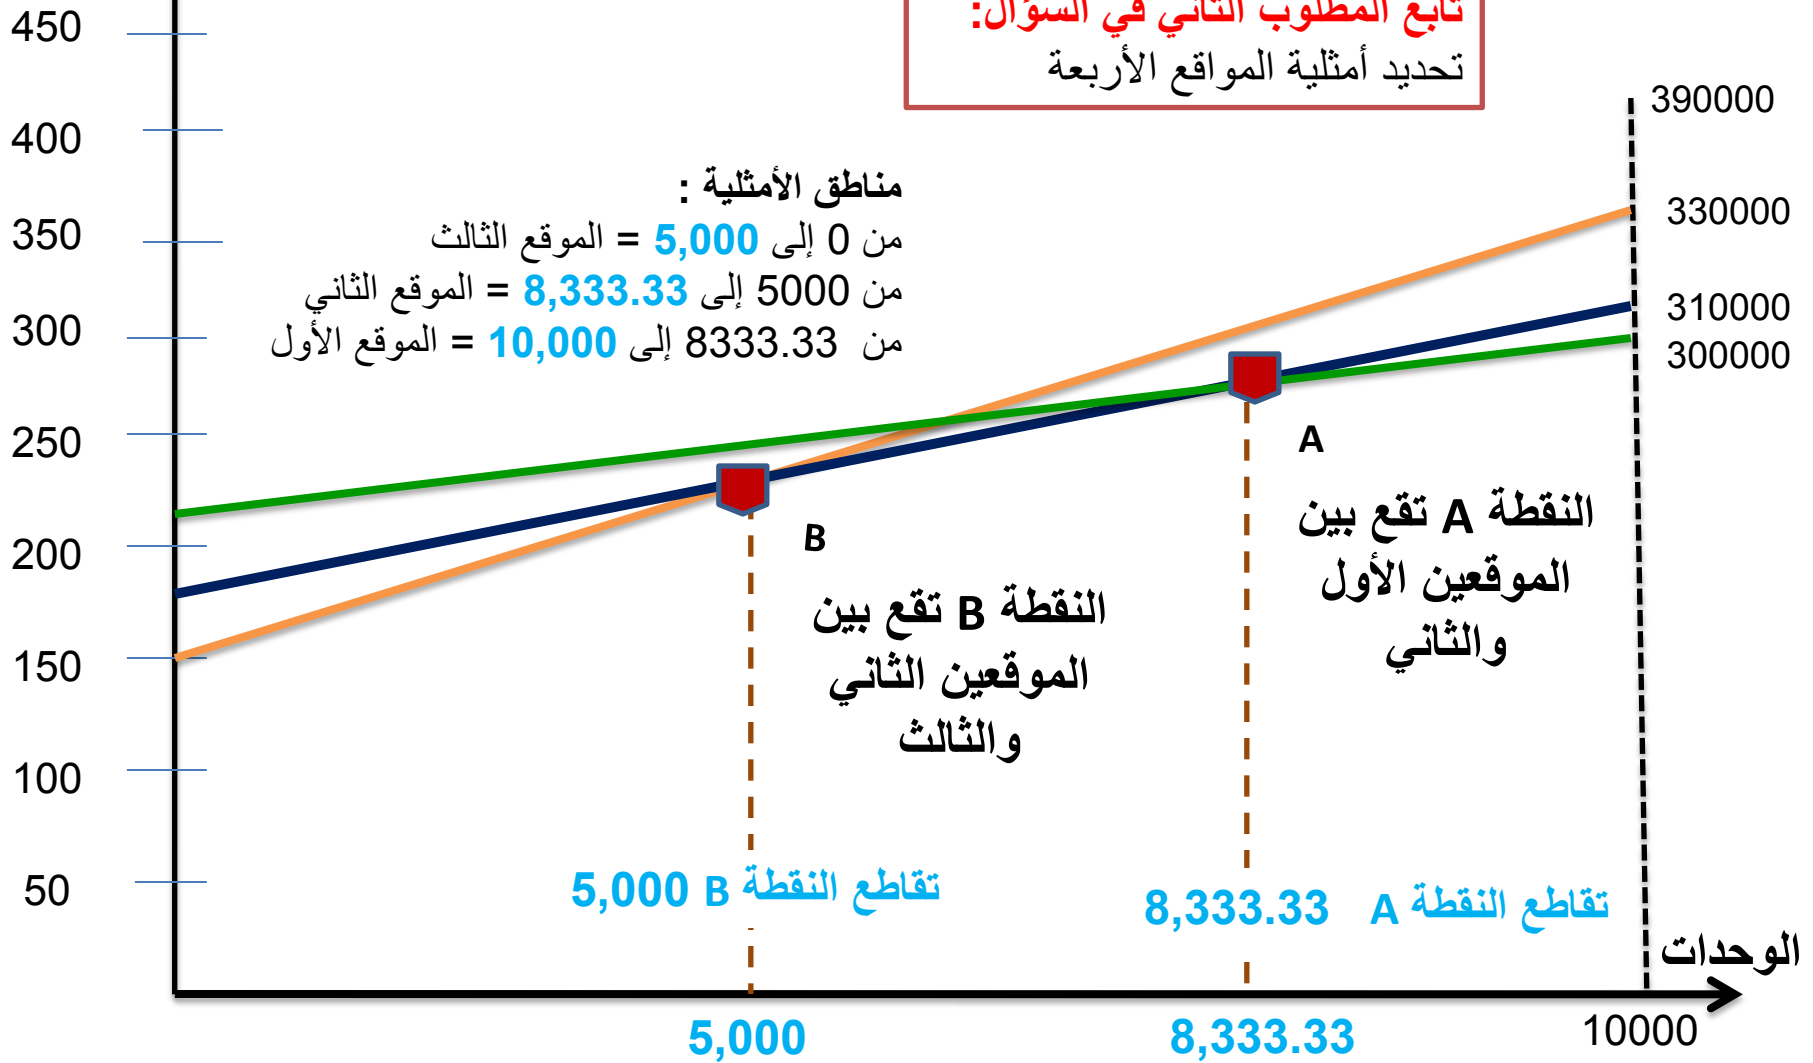 تابع المطلوب الثاني في السؤال:
تحديد أمثلية المواقع الأربعة
450
400
350
300
250
200
150
100
50
390000
330000
310000
300000
مناطق الأمثلية :
من 0 إلى 5,000 = الموقع الثالث
من 5000 إلى 8,333.33 = الموقع الثاني
من 8333.33 إلى 10,000 = الموقع الأول
A
النقطة A تقع بين
الموقعين الأول
والثاني
B
النقطة B تقع بين
الموقعين الثاني
والثالث
تقاطع النقطة B 5,000
تقاطع النقطة A 8,333.33
الوحدات
5,000
8,333.33
10000